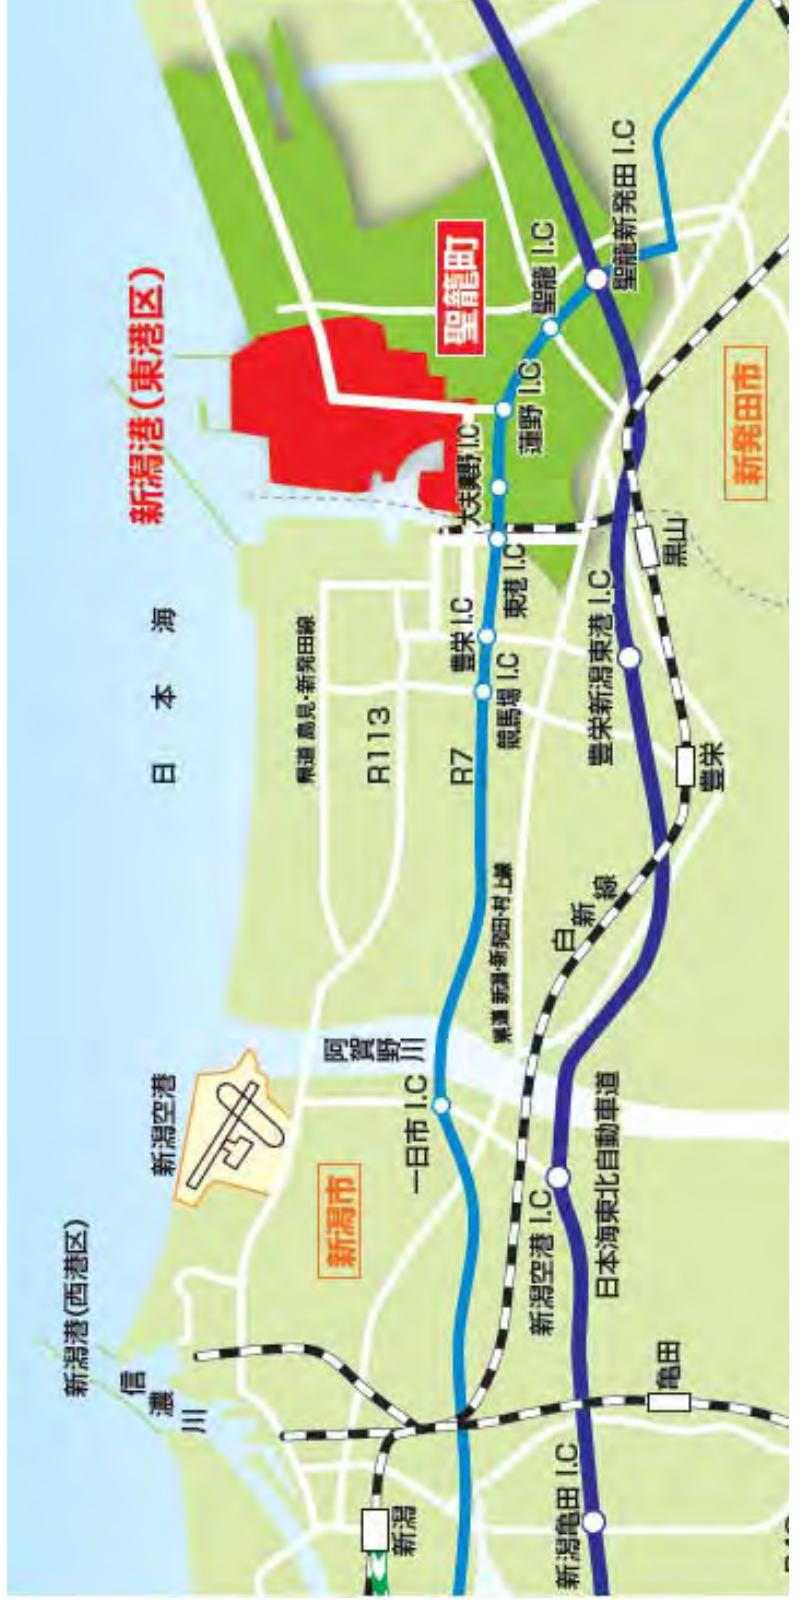 新潟港(西港区)
信濃川
新潟空港
日本海
新潟港(東港区)
新潟市
阿賀野川
県道 島見・新発田線
R113
R7
聖籠町
新潟
一日市 I.C
競馬場 I.C
豊栄 I.C
東港 I.C
大夫興野 I.C
蓮野 I.C
聖籠 I.C
県道 新潟・新発田・村上線
白新線
新潟亀田 I.C
新潟空港 I.C
日本海東北自動車道
豊栄新潟東港 I.C
聖籠新発田 I.C
亀田
豊栄
黒山
新発田市